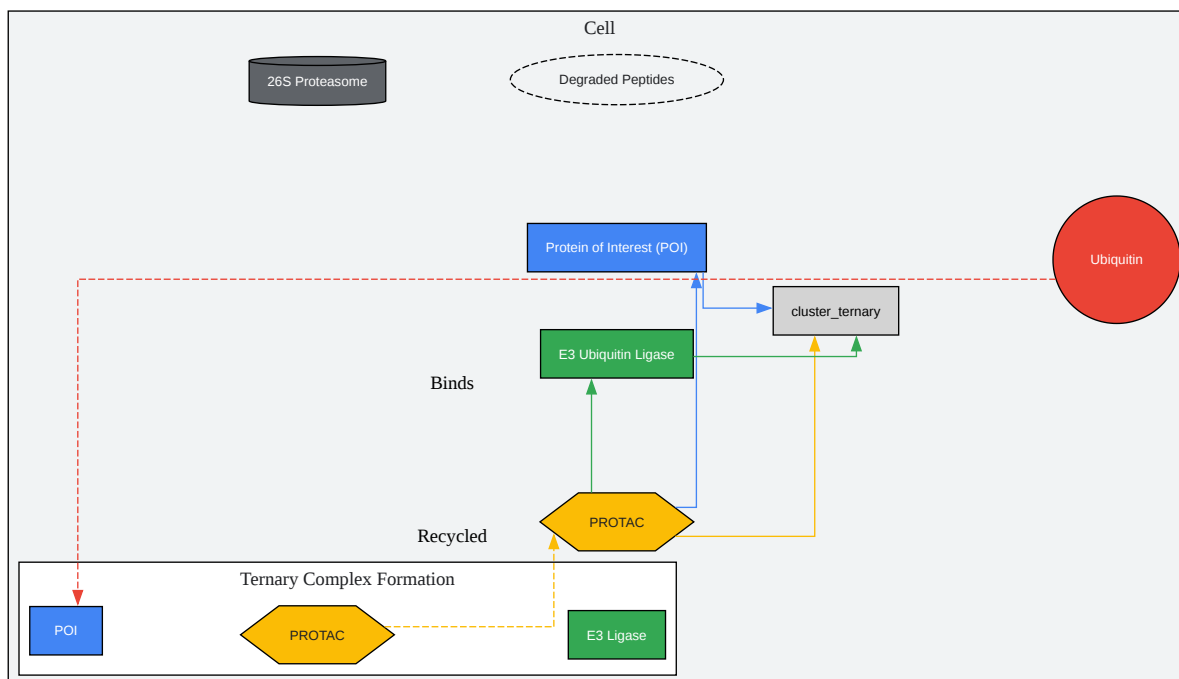 Cell
26S Proteasome
Degraded Peptides
Protein of Interest (POI)
Ubiquitin
cluster_ternary
E3 Ubiquitin Ligase
Binds
PROTAC
Recycled
Ternary Complex Formation
POI
PROTAC
E3 Ligase